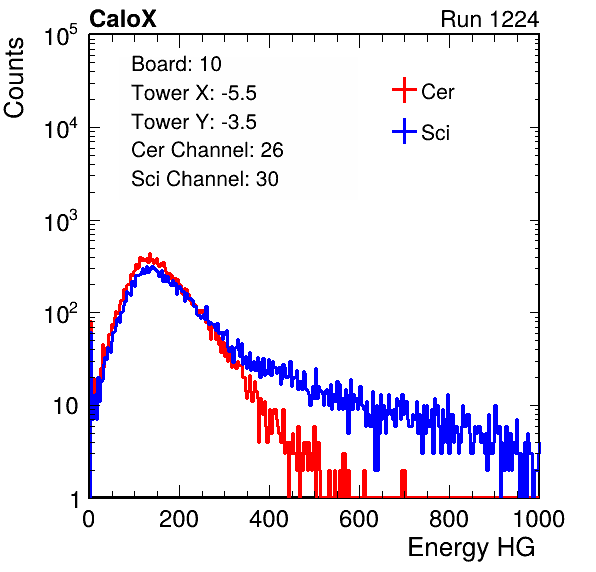 CaloX Run 1224
Counts
Board: 10
Tower X: -5.5
Tower Y: -3.5
Cer Channel: 26
Sci Channel: 30
Cer
Sci
10^5
10^4
10^3
10^2
10
1
0 200 400 600 800 1000
Energy HG